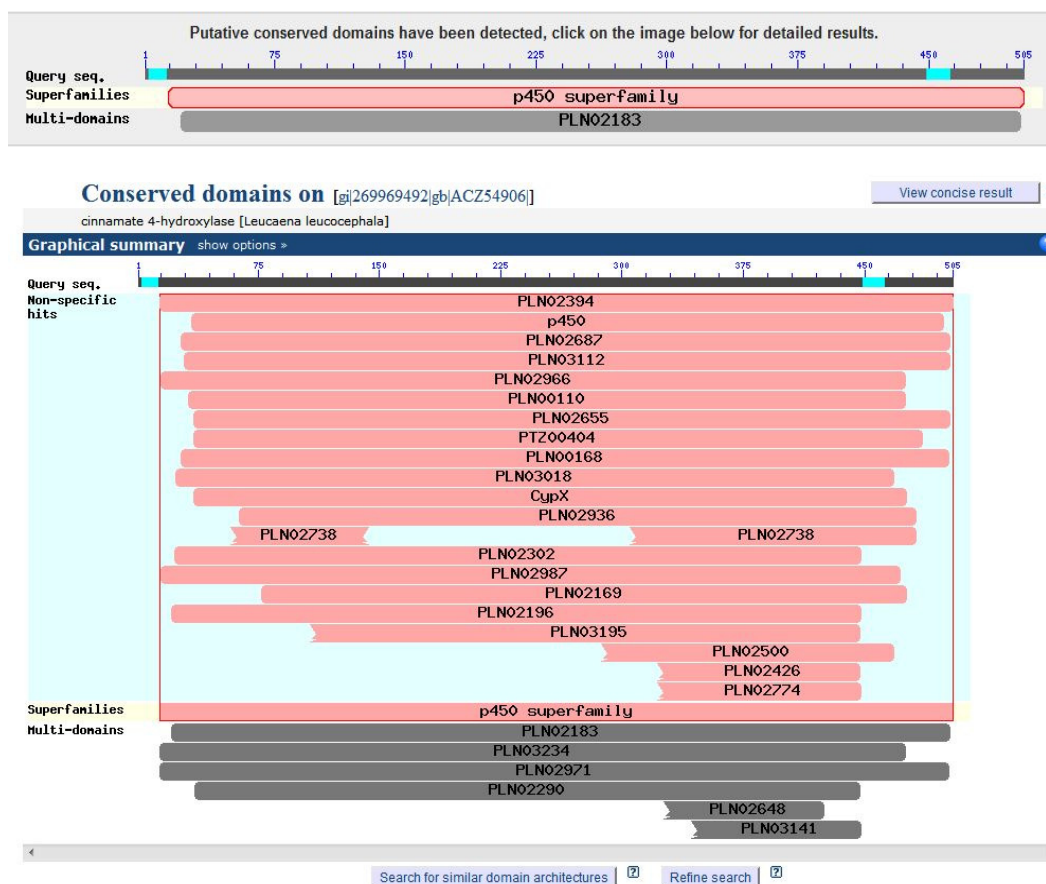 Putative conserved domains have been detected, click on the image below for detailed results.
1 75 150 225 300 375 450 505
Query seq.
Superfamilies p450 superfamily
Multi-domains PLN02183
Conserved domains on [gi|269969492|gb|ACZ54906|]
View concise result
cinnamate 4-hydroxylase [Leucaena leucocephala]
Graphical summary show options »
1 75 150 225 300 375 450 505
Query seq.
Non-specific hits
PLN02394
p450
PLN02687
PLN03112
PLN02966
PLN00110
PLN02655
PTZ00404
PLN00168
PLN03018
CypX
PLN02936
PLN02738 PLN02738
PLN02302
PLN02987
PLN02169
PLN02196
PLN03195
PLN02500
PLN02426
PLN02774
Superfamilies p450 superfamily
Multi-domains PLN02183
PLN03234
PLN02971
PLN02290
PLN02648
PLN03141
Search for similar domain architectures ? Refine search ?